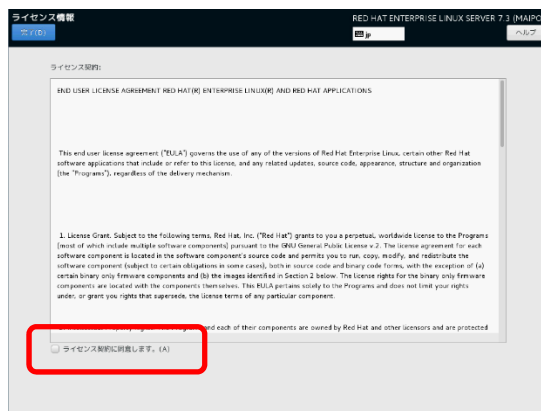 ライセンス情報
RED HAT ENTERPRISE LINUX SERVER 7.3 (MAIPO
完了(D)
jp
ヘルプ
ライセンス契約:
END USER LICENSE AGREEMENT RED HAT(R) ENTERPRISE LINUX(R) AND RED HAT APPLICATIONS
This end user license agreement ("EULA") governs the use of any of the versions of Red Hat Enterprise Linux, certain other Red Hat
software applications that include or refer to this license, and any related updates, source code, appearance, structure and organization
(the "Programs"), regardless of the delivery mechanism.
1. License Grant. Subject to the following terms, Red Hat, Inc. ("Red Hat") grants to you a perpetual, worldwide license to the Programs
(most of which include multiple software components) pursuant to the GNU General Public License v.2. The license agreement for each
software component is located in the software component's source code and permits you to run, copy, modify, and redistribute the
software component (subject to certain obligations in some cases), both in source code and binary code forms, with the exception of (a)
certain binary only firmware components and (b) the images identified in Section 2 below. The license rights for the binary only firmware
components are located with the components themselves. This EULA pertains solely to the Programs and does not limit your rights
under, or grant you rights that supersede, the license terms of any particular component.
and each of their components are owned by Red Hat and other licensors and are protected
ライセンス契約に同意します。(A)